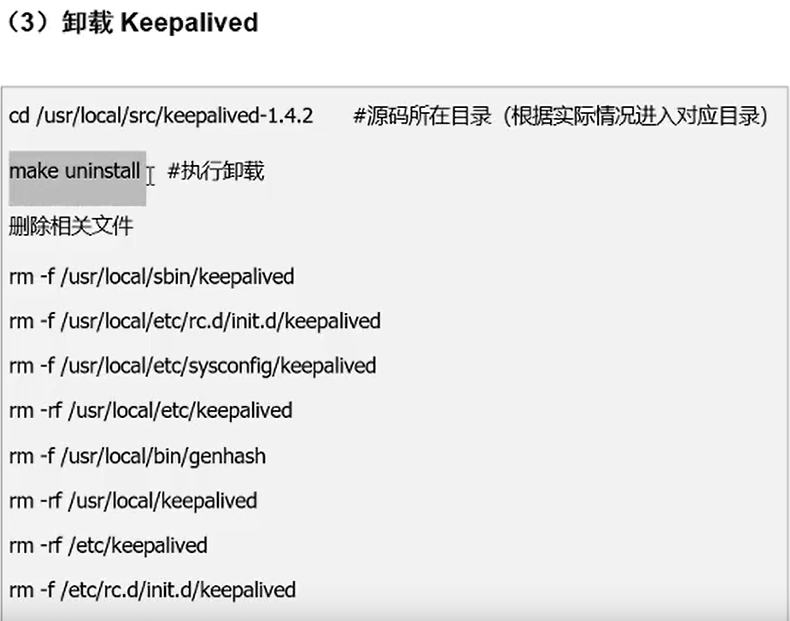 （3）卸载 Keepalived
cd /usr/local/src/keepalived-1.4.2 #源码所在目录（根据实际情况进入对应目录）
make uninstall #执行卸载
删除相关文件
rm -f /usr/local/sbin/keepalived
rm -f /usr/local/etc/rc.d/init.d/keepalived
rm -f /usr/local/etc/sysconfig/keepalived
rm -rf /usr/local/etc/keepalived
rm -f /usr/local/bin/genhash
rm -rf /usr/local/keepalived
rm -rf /etc/keepalived
rm -f /etc/rc.d/init.d/keepalived